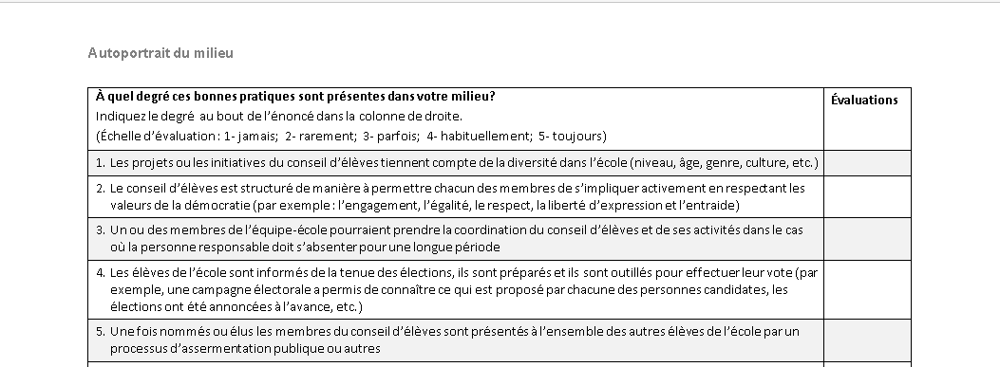 Autoportrait du milieu
À quel degré ces bonnes pratiques sont présentes dans votre milieu?
Évaluations
Indiquez le degré au bout de l'énoncé dans la colonne de droite.
(Échelle d'évaluation : 1- jamais; 2- rarement; 3- parfois; 4- habituellement; 5- toujours)
1. Les projets ou les initiatives du conseil d'élèves tiennent compte de la diversité dans l'école (niveau, âge, genre, culture, etc.)
2. Le conseil d'élèves est structuré de manière à permettre chacun des membres de s'impliquer activement en respectant les
valeurs de la démocratie (par exemple : l'engagement, l'égalité, le respect, la liberté d'expression et l'entraide)
3. Un ou des membres de l'équipe-école pourraient prendre la coordination du conseil d'élèves et de ses activités dans le cas
où la personne responsable doit s'absenter pour une longue période
4. Les élèves de l'école sont informés de la tenue des élections, ils sont préparés et ils sont outillés pour effectuer leur vote (par
exemple, une campagne électorale a permis de connaître ce qui est proposé par chacune des personnes candidates, les
élections ont été annoncées à l'avance, etc.)
5. Une fois nommés ou élus les membres du conseil d'élèves sont présentés à l'ensemble des autres élèves de l'école par un
processus d'assermentation publique ou autres